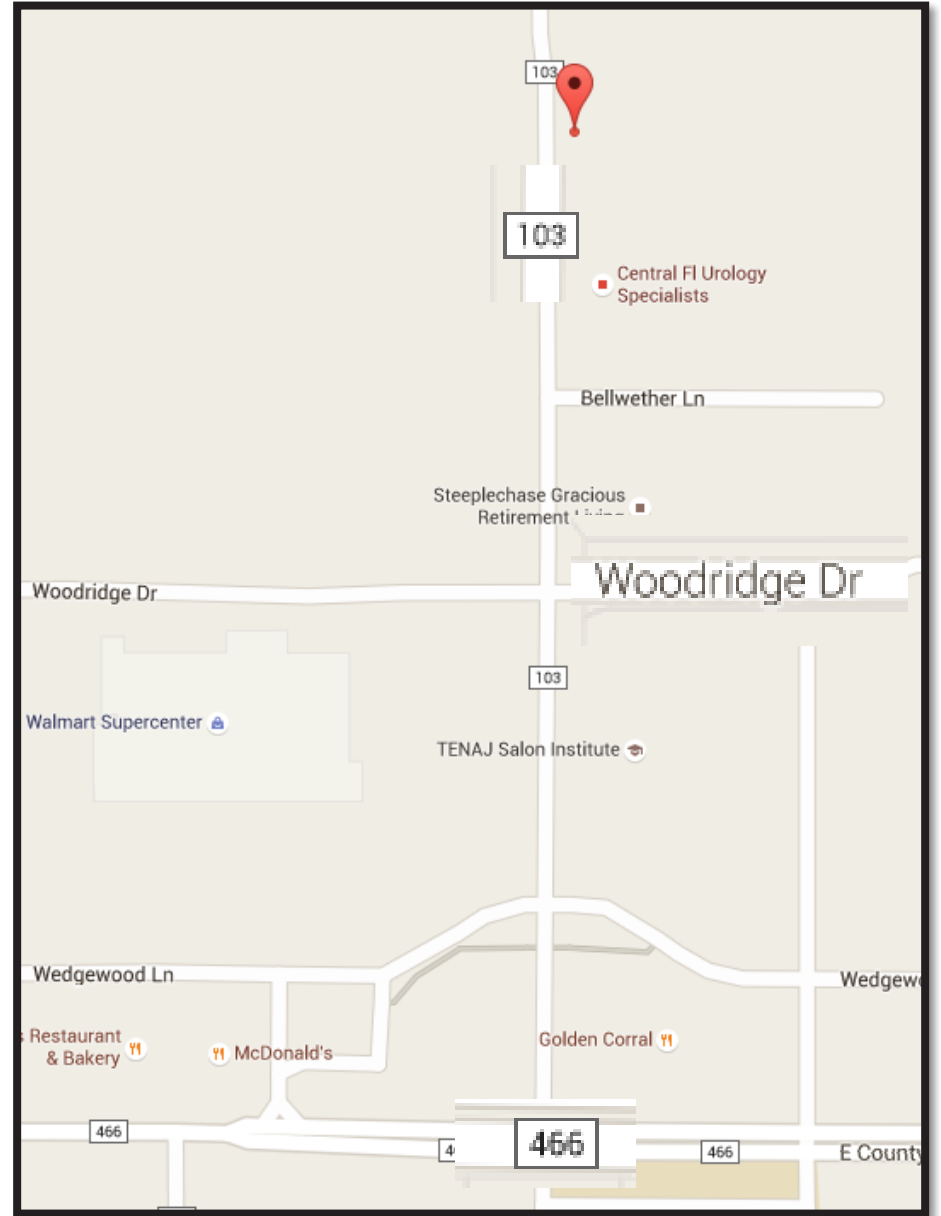 103
103
Central Fl Urology
Specialists
Bellwether Ln
Steeplechase Gracious
Retirement
Woodridge Dr
Woodridge Dr
103
Walmart Supercenter
TENAJ Salon Institute
Wedgewood Ln
Restaurant
& Bakery
McDonald's
Golden Corral
466
466
466
E County